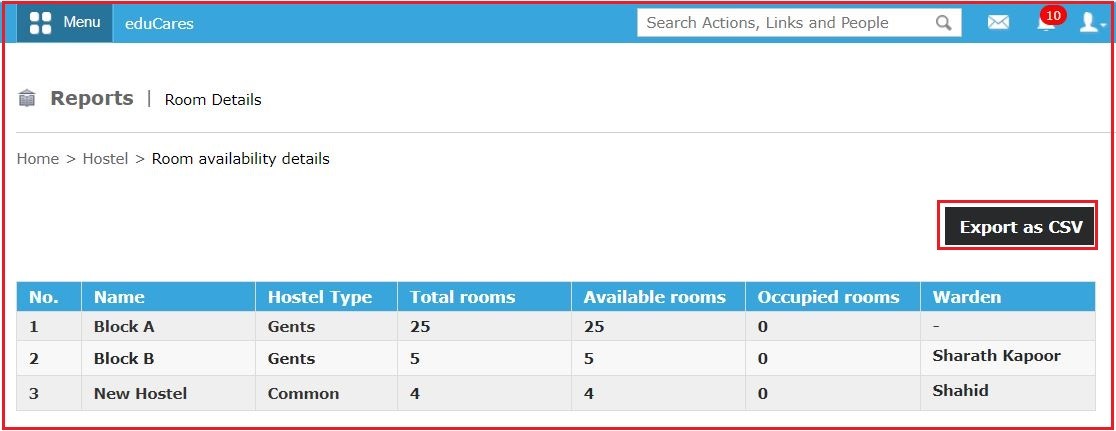 Menu eduCares Search Actions, Links and People 10
Reports | Room Details
Home > Hostel > Room availability details
Export as CSV
No. Name Hostel Type Total rooms Available rooms Occupied rooms Warden
1 Block A Gents 25 25 0 -
2 Block B Gents 5 5 0 Sharath Kapoor
3 New Hostel Common 4 4 0 Shahid